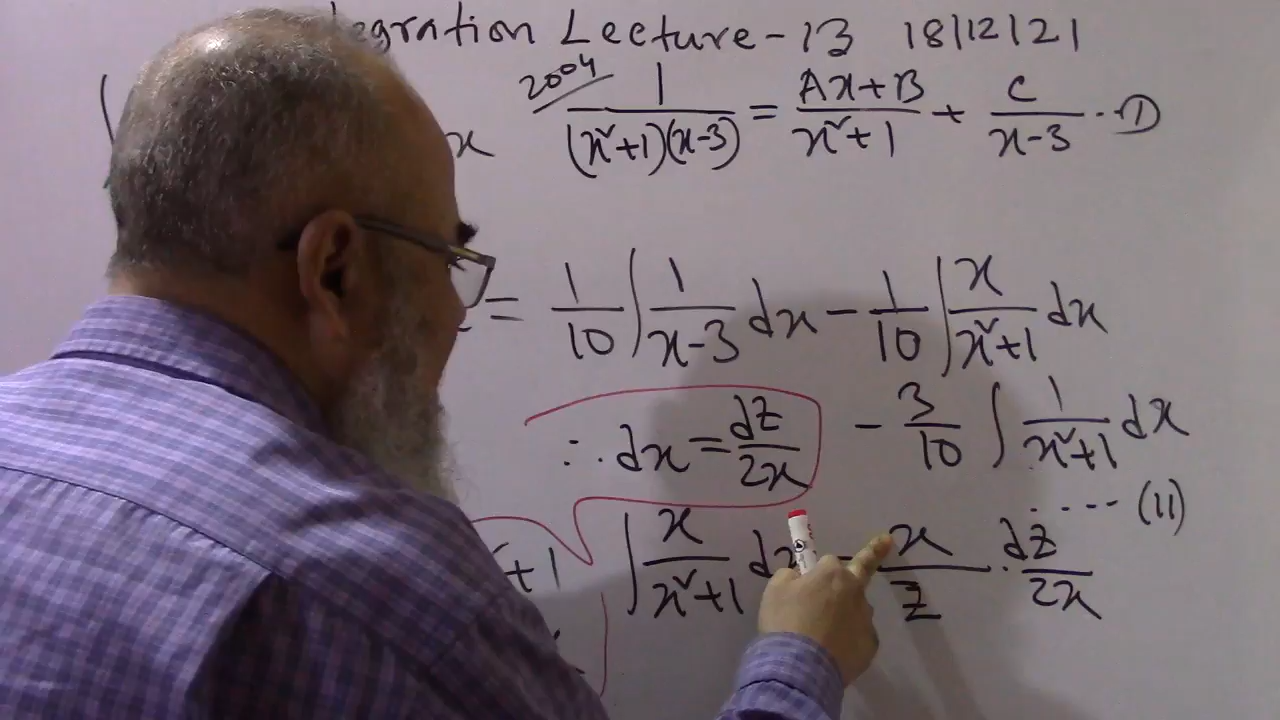 egration Lecture - 13 18/12/21
2004
x 1/(x²+1)(x-3) = Ax+B/x²+1 + C/x-3 ... (1)
= 1/10 ∫ 1/x-3 dx - 1/10 ∫ x/x²+1 dx
∴ dx = dz/2x - 3/10 ∫ 1/x²+1 dx
.... (11)
+1 ∫ x/x²+1 dx x/z . dz/2x